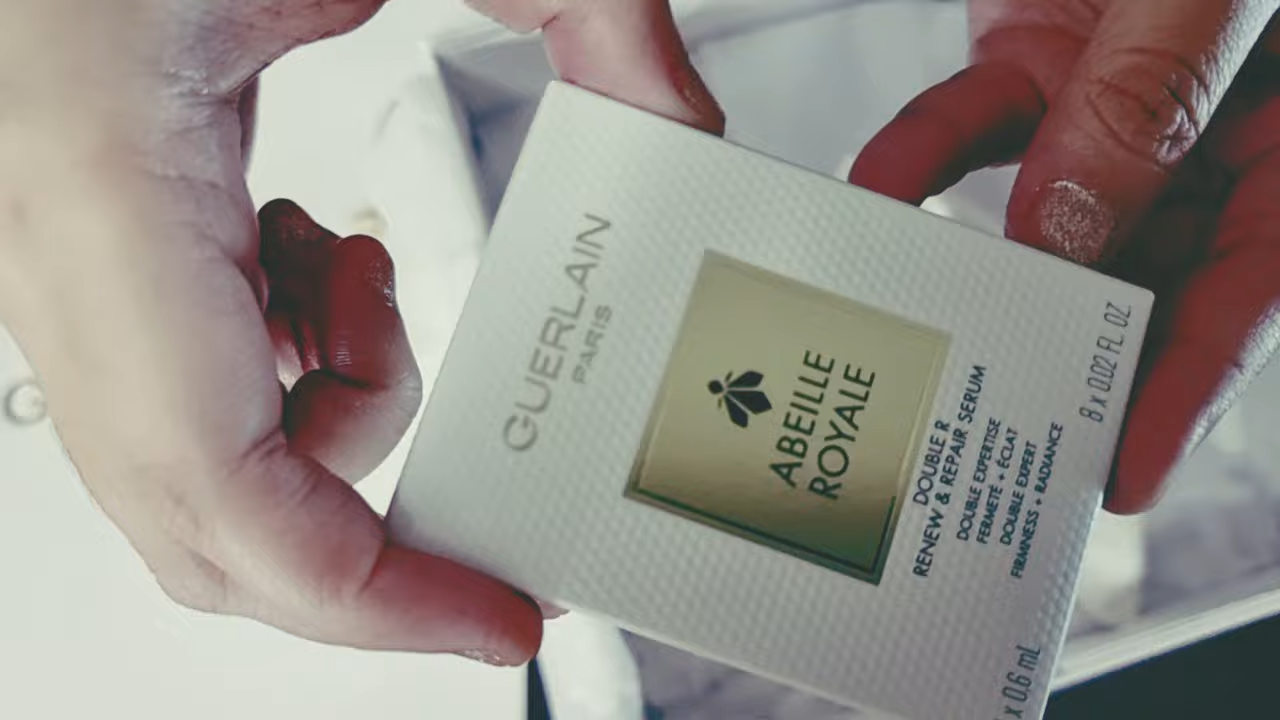 GUERLAIN
PARIS
ABEILLE
ROYALE
DOUBLE R
RENEW & REPAIR SERUM
DOUBLE EXPERTISE
FERMETÉ + ÉCLAT
DOUBLE EXPERT
FIRMNESS + RADIANCE
x 0.6 mL
8 x 0.02 FL. OZ.